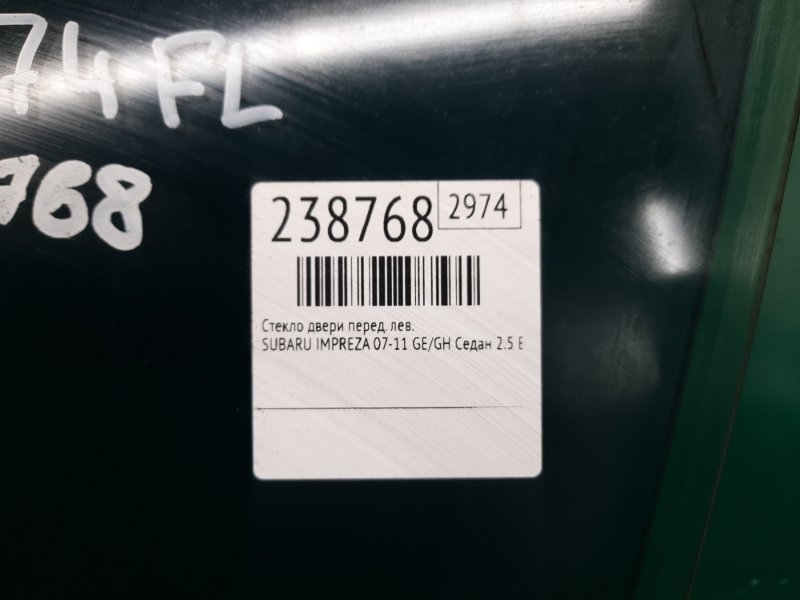 74 FL
768
238768 2974
Стекло двери перед. лев.
SUBARU IMPREZA 07-11 GE/GH Седан 2.5 E